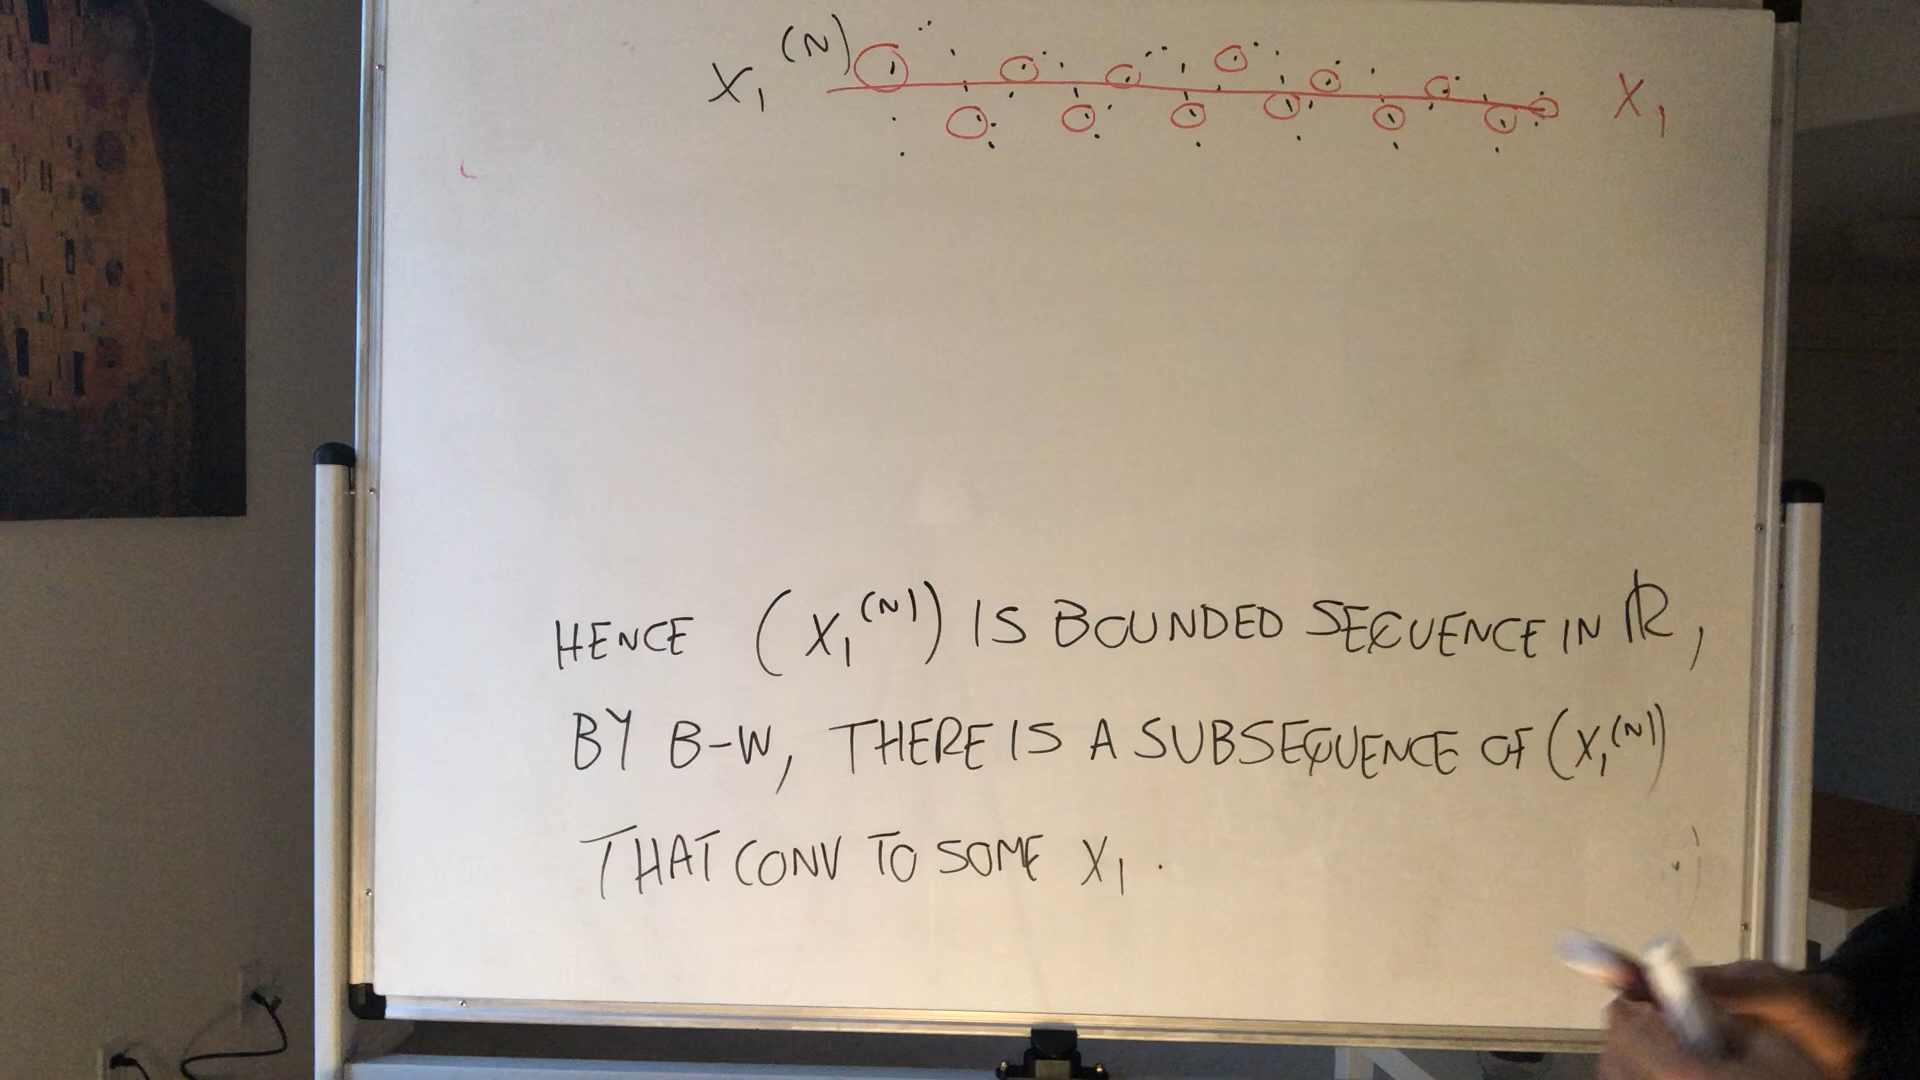 X₁⁽ᴺ⁾ X₁
HENCE (X₁⁽ᴺ⁾) IS BOUNDED SEQUENCE IN ℝ,
BY B-W, THERE IS A SUBSEQUENCE OF (X₁⁽ᴺ⁾)
THAT CONV TO SOME X₁.